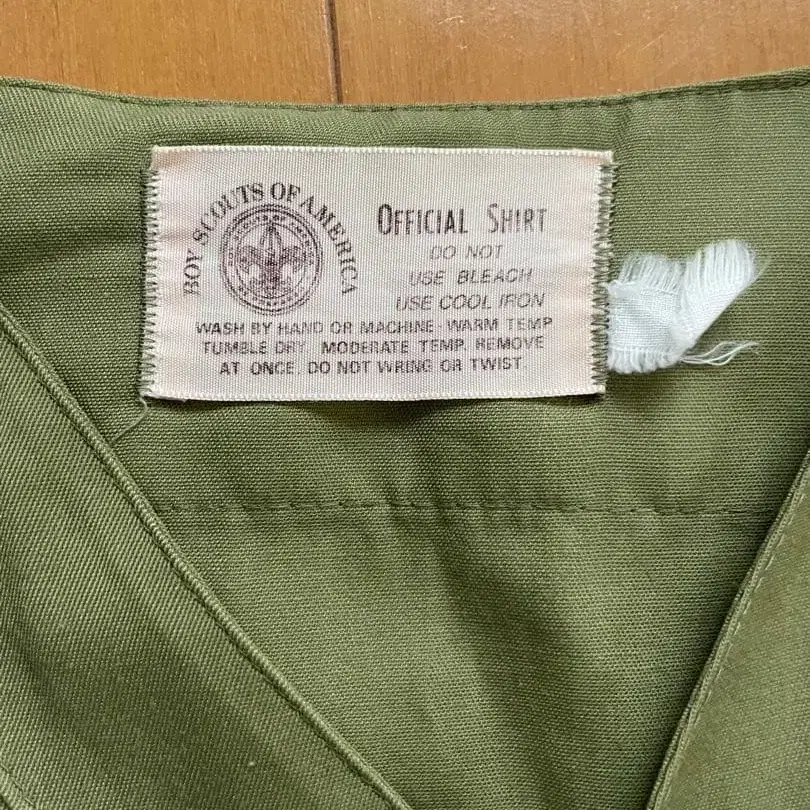 BOY SCOUTS OF AMERICA
OFFICIAL SHIRT
DO NOT
USE BLEACH
USE COOL IRON
WASH BY HAND OR MACHINE-WARM TEMP
TUMBLE DRY. MODERATE TEMP. REMOVE
AT ONCE. DO NOT WRING OR TWIST.